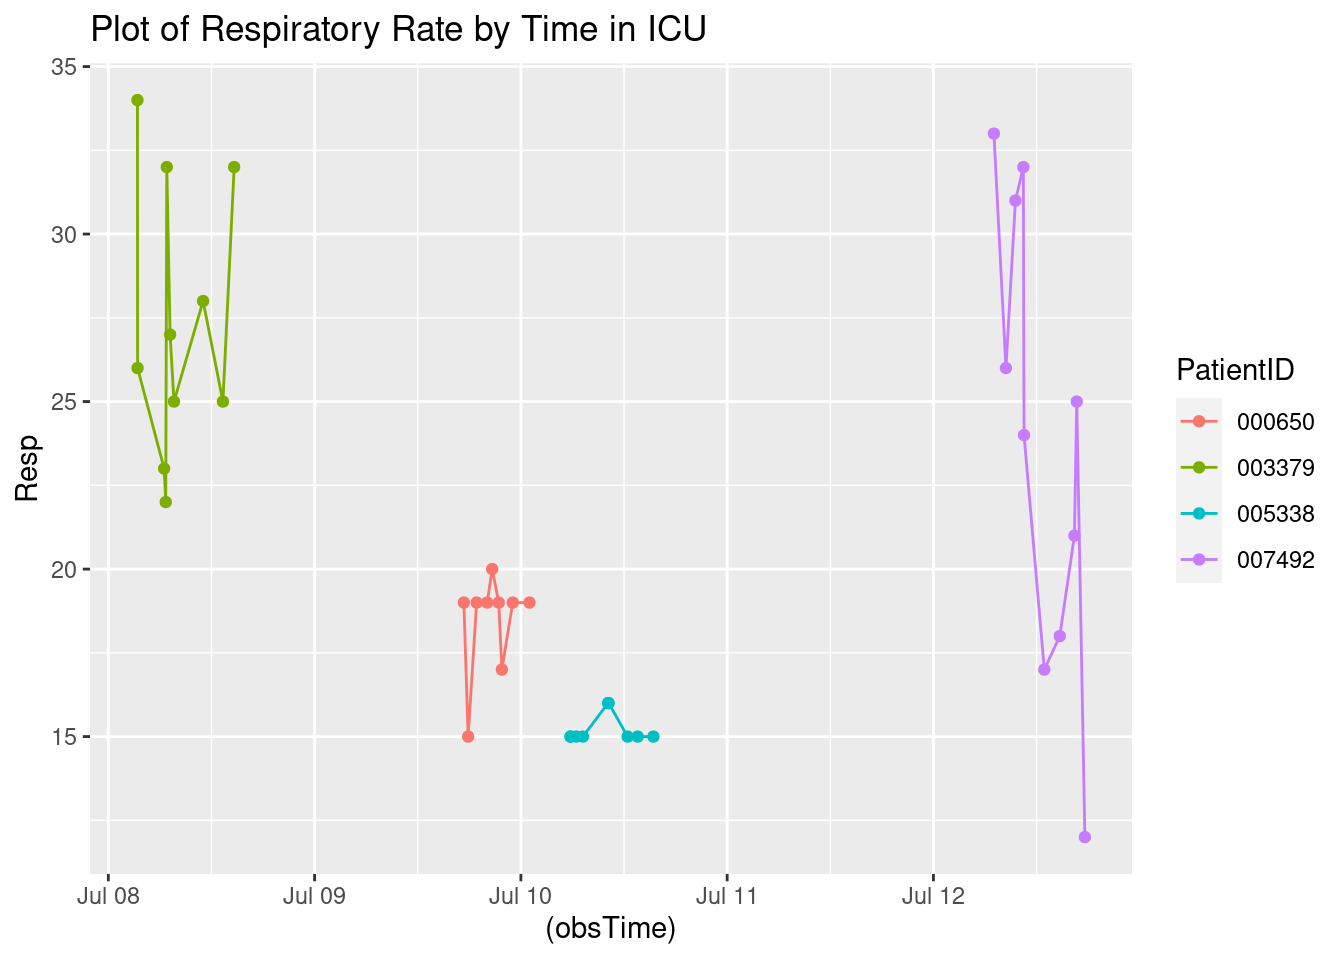 Plot of Respiratory Rate by Time in ICU
35
30
25
20
15
Resp
Jul 08 Jul 09 Jul 10 Jul 11 Jul 12
(obsTime)
PatientID
000650
003379
005338
007492